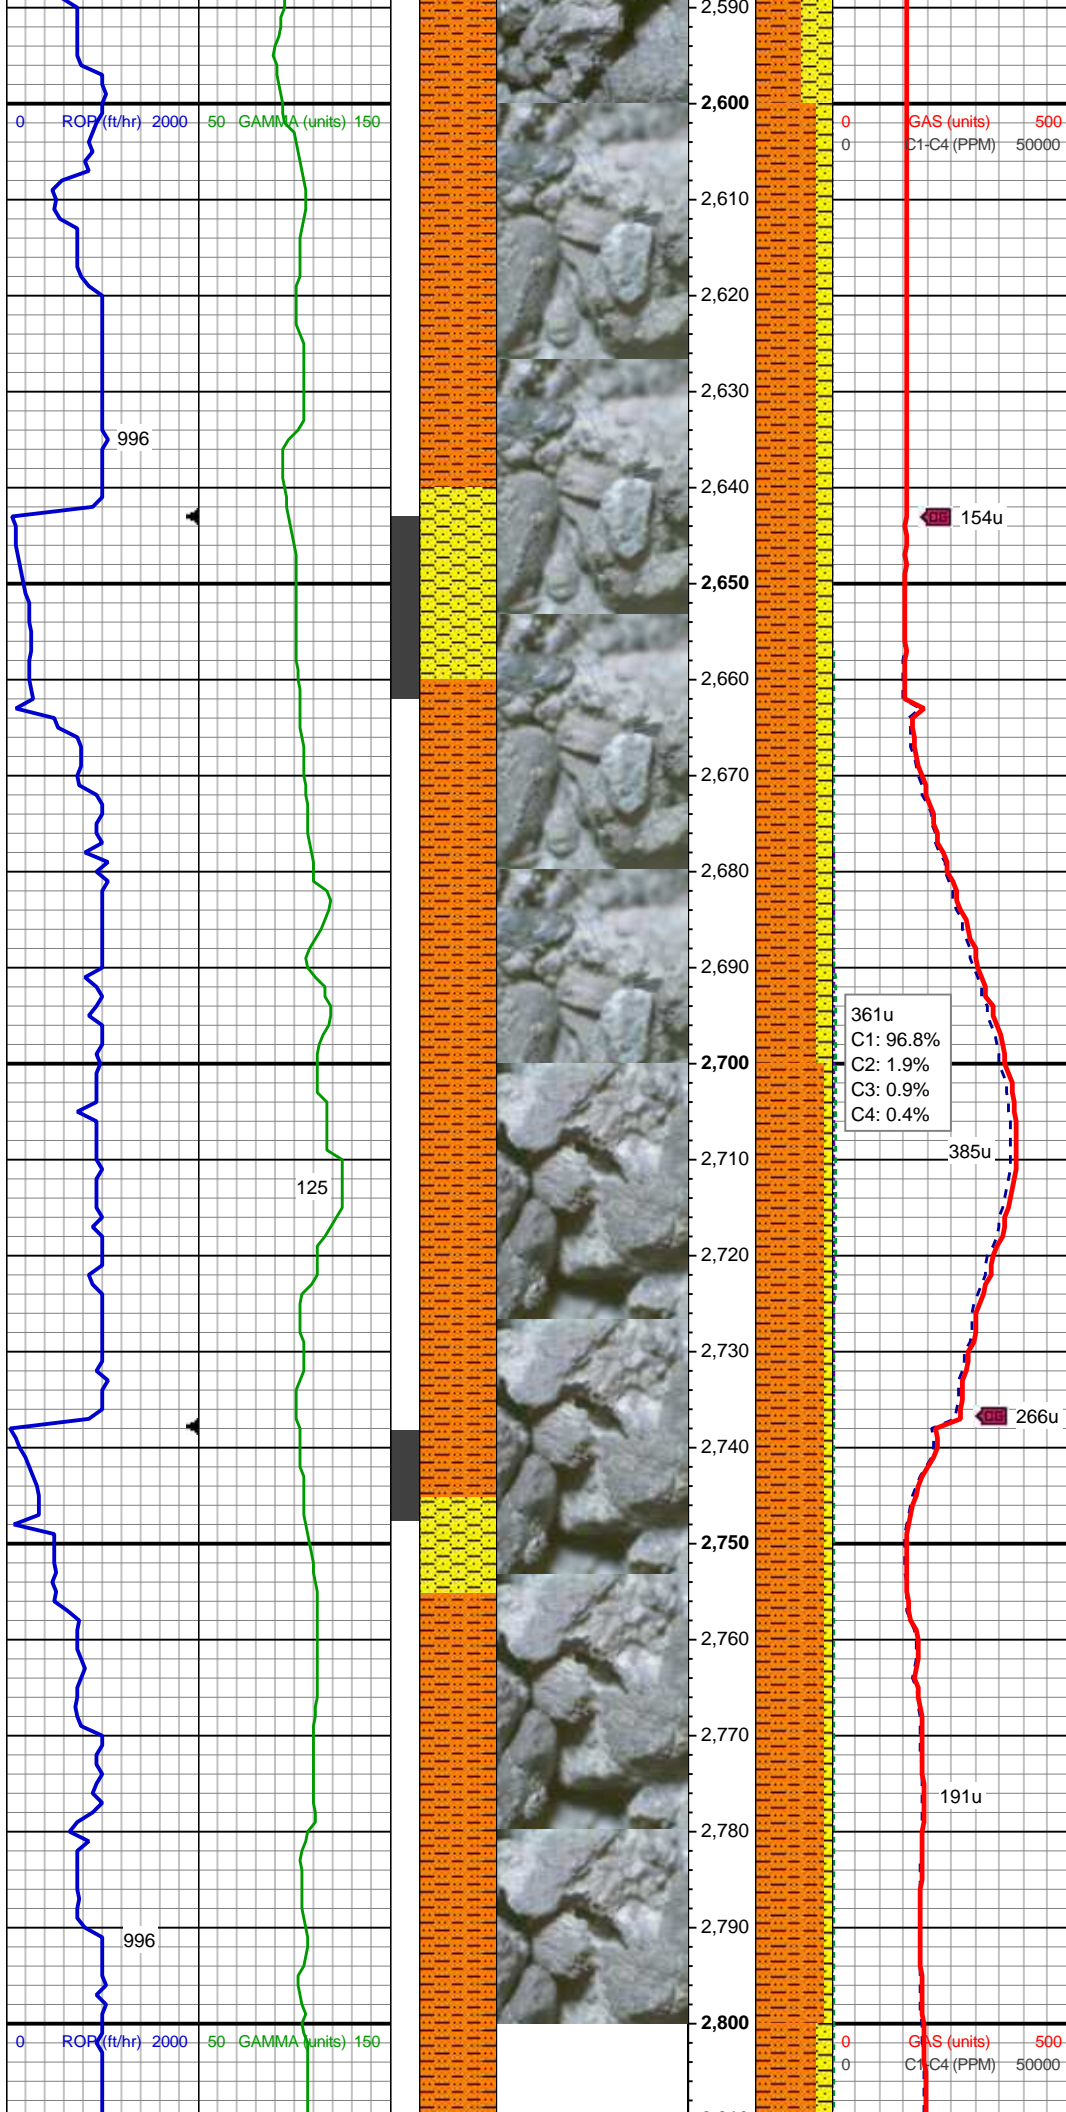 2,590
2,600
0 ROP (ft/hr) 2000 50 GAMMA (units) 150
0 GAS (units) 500
0 C1-C4 (PPM) 50000
2,610
2,620
2,630
996
2,640
CG 154u
2,650
2,660
2,670
2,680
2,690
361u
C1: 96.8%
C2: 1.9%
C3: 0.9%
C4: 0.4%
2,700
2,710
385u
125
2,720
2,730
CG 266u
2,740
2,750
2,760
2,770
191u
2,780
2,790
996
2,800
0 ROP (ft/hr) 2000 50 GAMMA (units) 150
0 GAS (units) 500
0 C1-C4 (PPM) 50000